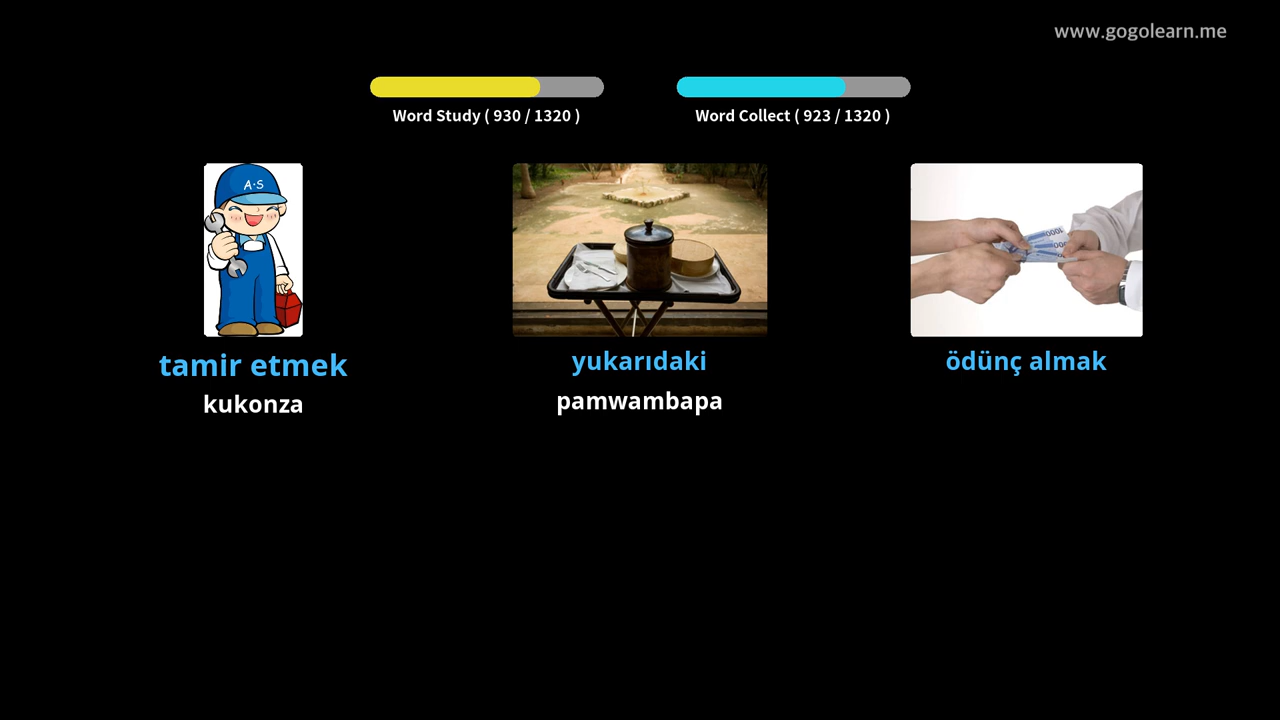 www.gogolearn.me
Word Study ( 930 / 1320 )
Word Collect ( 923 / 1320 )
A·S
tamir etmek
kukonza
yukarıdaki
pamwambapa
ödünç almak